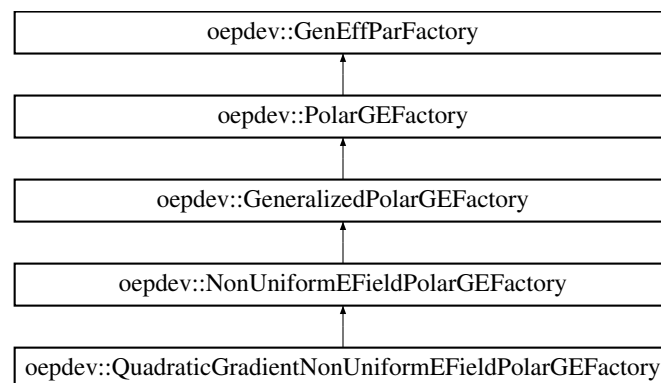 oepdev::GenEffParFactory
oepdev::PolarGEFactory
oepdev::GeneralizedPolarGEFactory
oepdev::NonUniformEFieldPolarGEFactory
oepdev::QuadraticGradientNonUniformEFieldPolarGEFactory